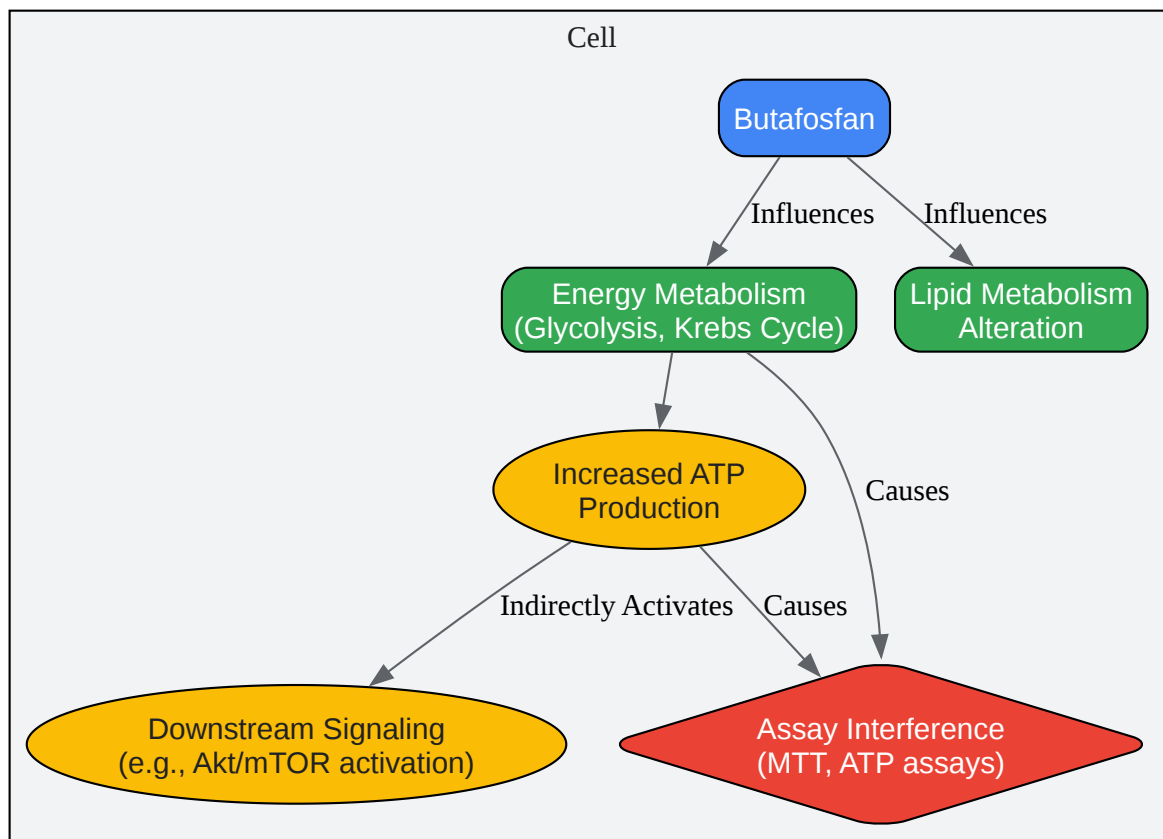 Cell
Butafosfan
Influences
Influences
Energy Metabolism
(Glycolysis, Krebs Cycle)
Lipid Metabolism
Alteration
Increased ATP
Production
Causes
Indirectly Activates
Causes
Downstream Signaling
(e.g., Akt/mTOR activation)
Assay Interference
(MTT, ATP assays)